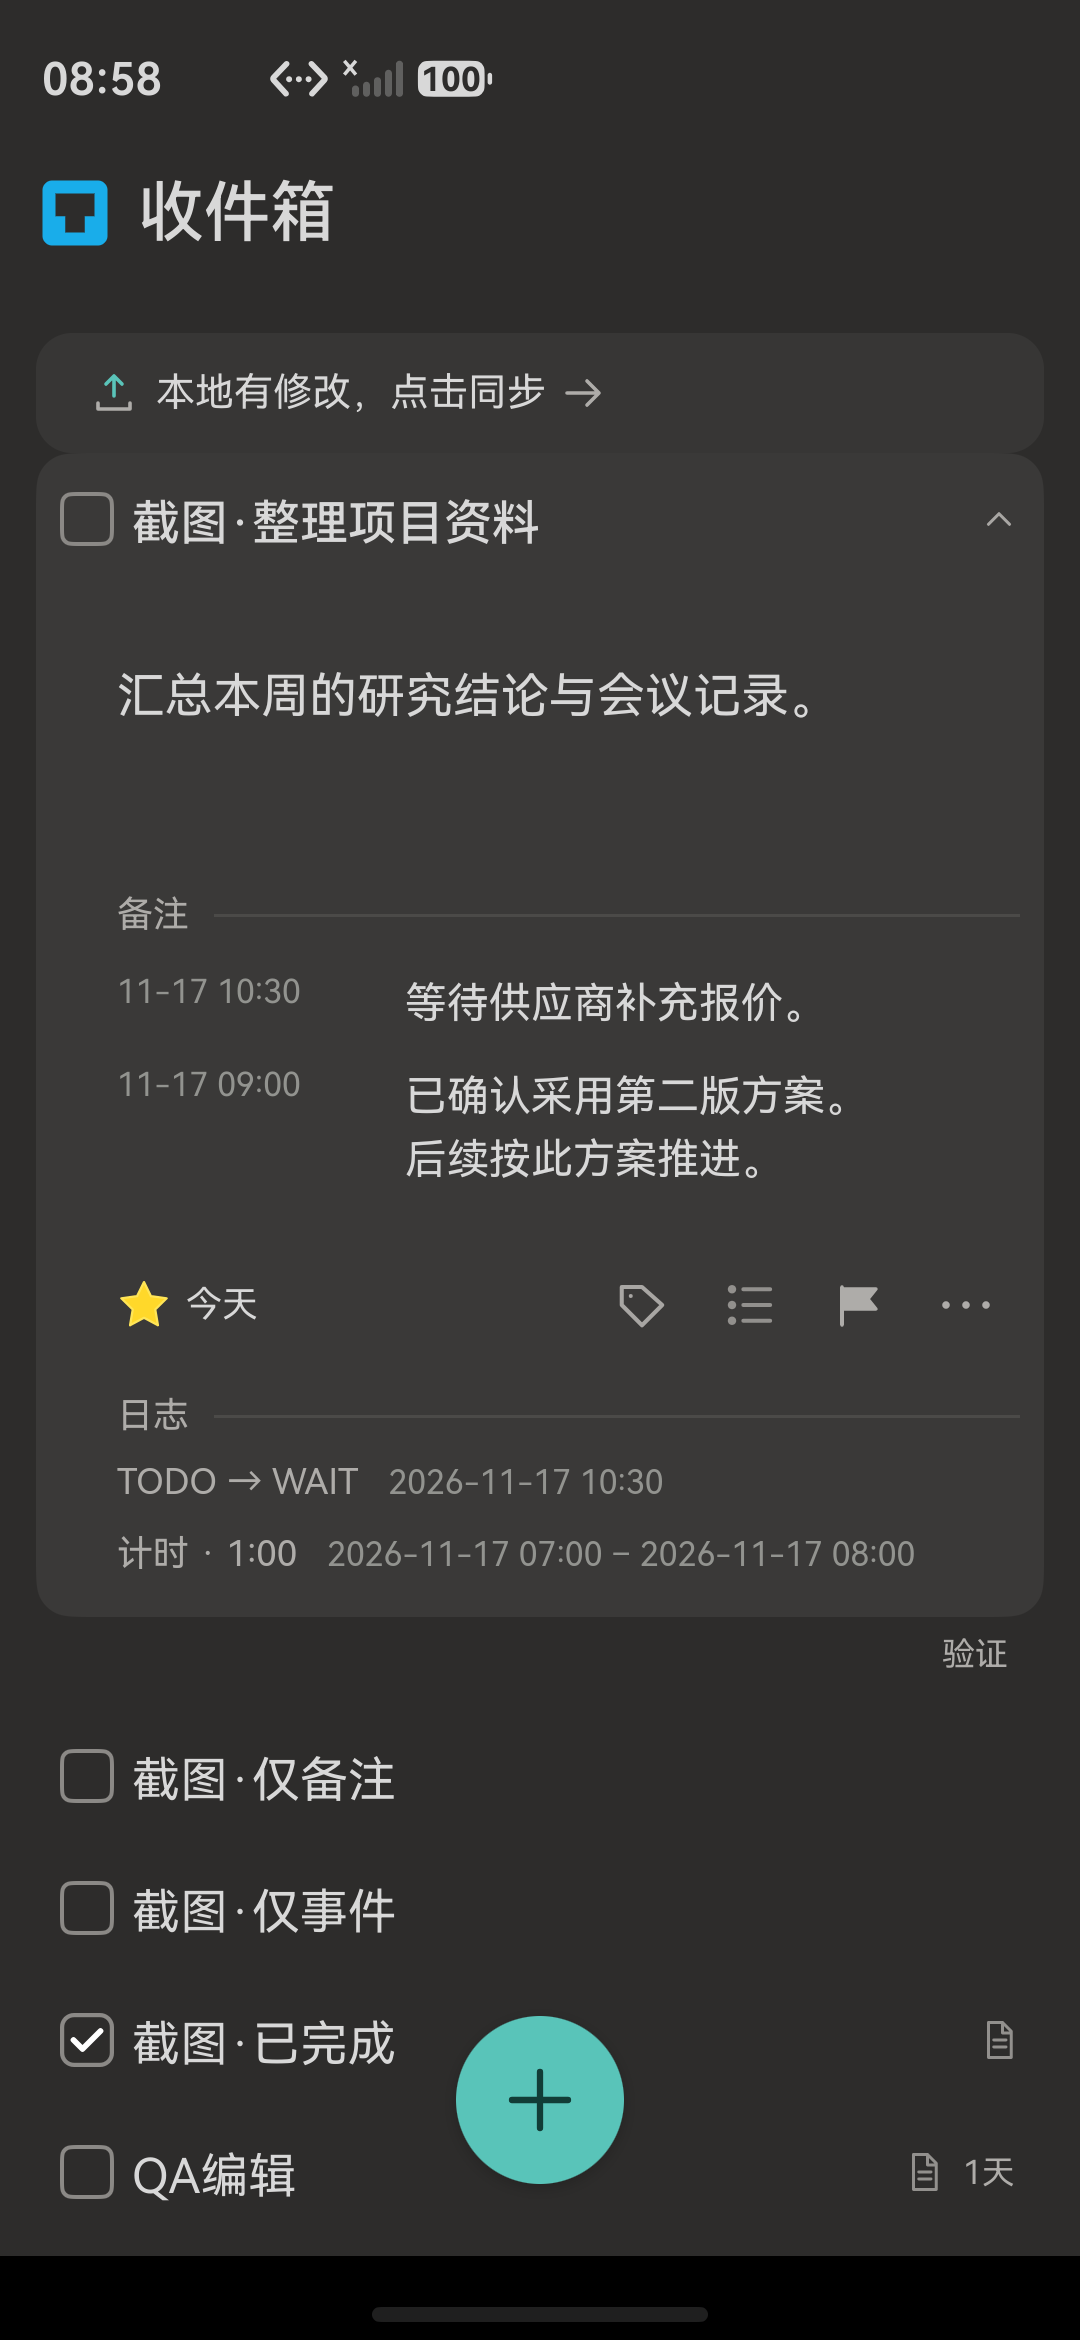 08:58
100
收件箱
本地有修改，点击同步 →
截图·整理项目资料
汇总本周的研究结论与会议记录。
备注
11-17 10:30 等待供应商补充报价。
11-17 09:00 已确认采用第二版方案。
后续按此方案推进。
今天
日志
TODO → WAIT 2026-11-17 10:30
计时 · 1:00 2026-11-17 07:00 – 2026-11-17 08:00
验证
截图·仅备注
截图·仅事件
截图·已完成
QA编辑 1天